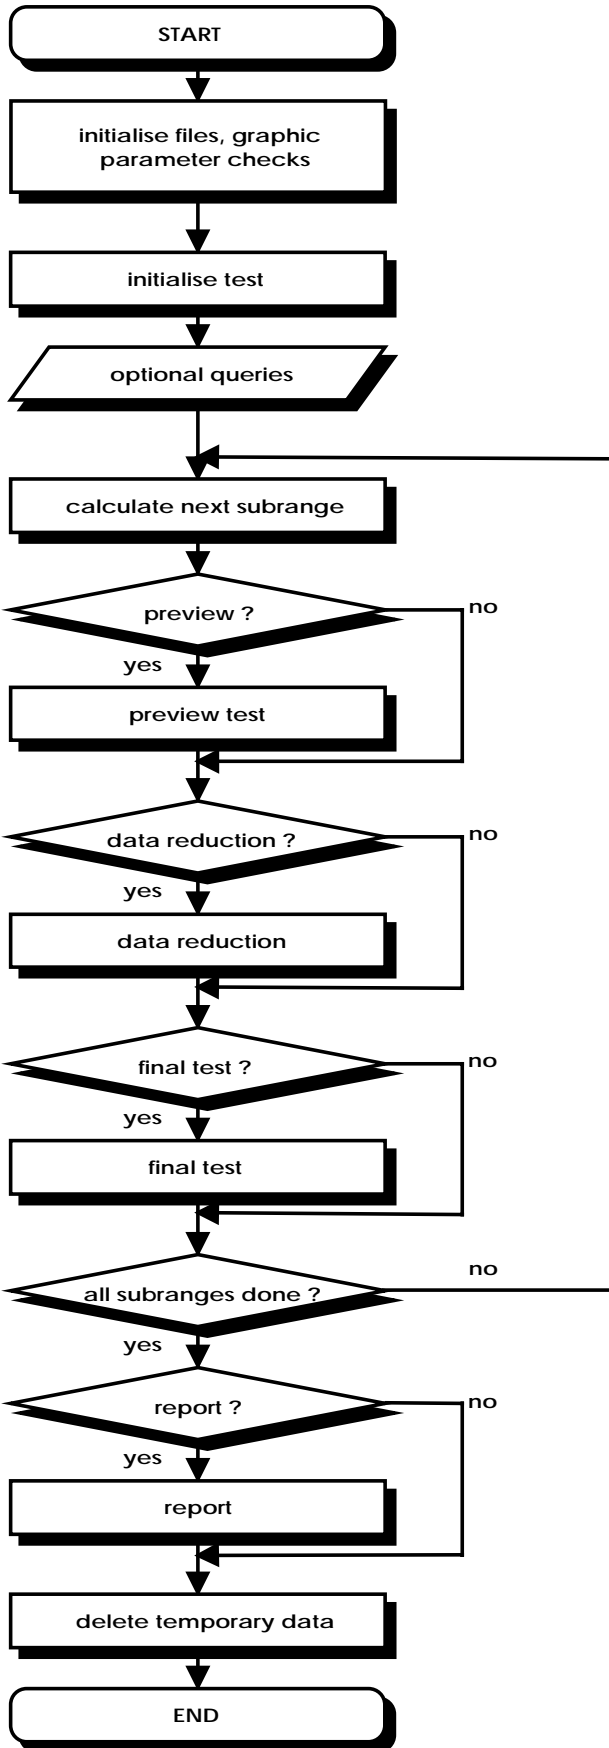 START
initialise files, graphic
parameter checks
initialise test
optional queries
calculate next subrange
preview ?
no
yes
preview test
data reduction ?
no
yes
data reduction
final test ?
no
yes
final test
no
all subranges done ?
yes
report ?
no
yes
report
delete temporary data
END